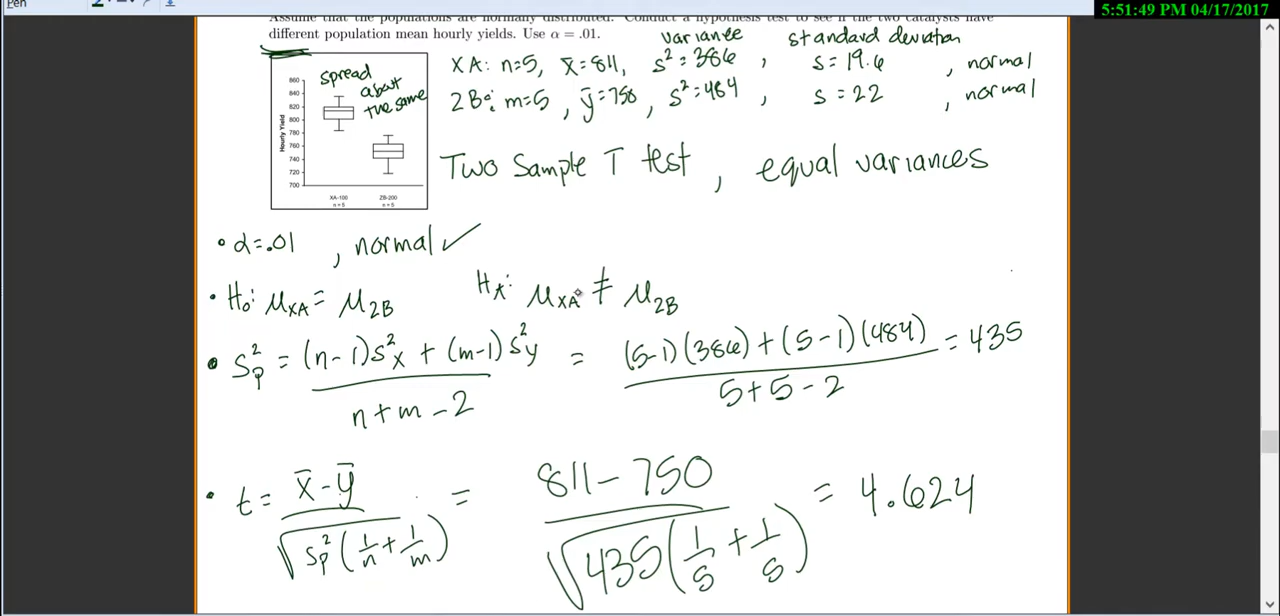 Pen
5:51:49 PM 04/17/2017
Assume that the populations are normally distributed. Conduct a hypothesis test to see if the two catalysts have
different population mean hourly yields. Use α = .01.
variance standard deviation
XA: n=5, x̄=811, s²=386, s=19.6, normal
ZB: m=5, ȳ=750, s²=484, s=22, normal
spread
about
the same
Hourly Yield
860
840
820
800
780
760
740
720
700
XA-100 ZB-200
n = 5 n = 5
Two Sample T test, equal variances
• α=.01, normal ✓
• H₀: μXA = μZB HA: μXA ≠ μZB
• Sp² = (n-1)s²x + (m-1)s²y / n+m-2 = (5-1)(386)+(5-1)(484) / 5+5-2 = 435
• t = x̄-ȳ / √(Sp²(1/n + 1/m)) = 811-750 / √(435(1/5 + 1/5)) = 4.624